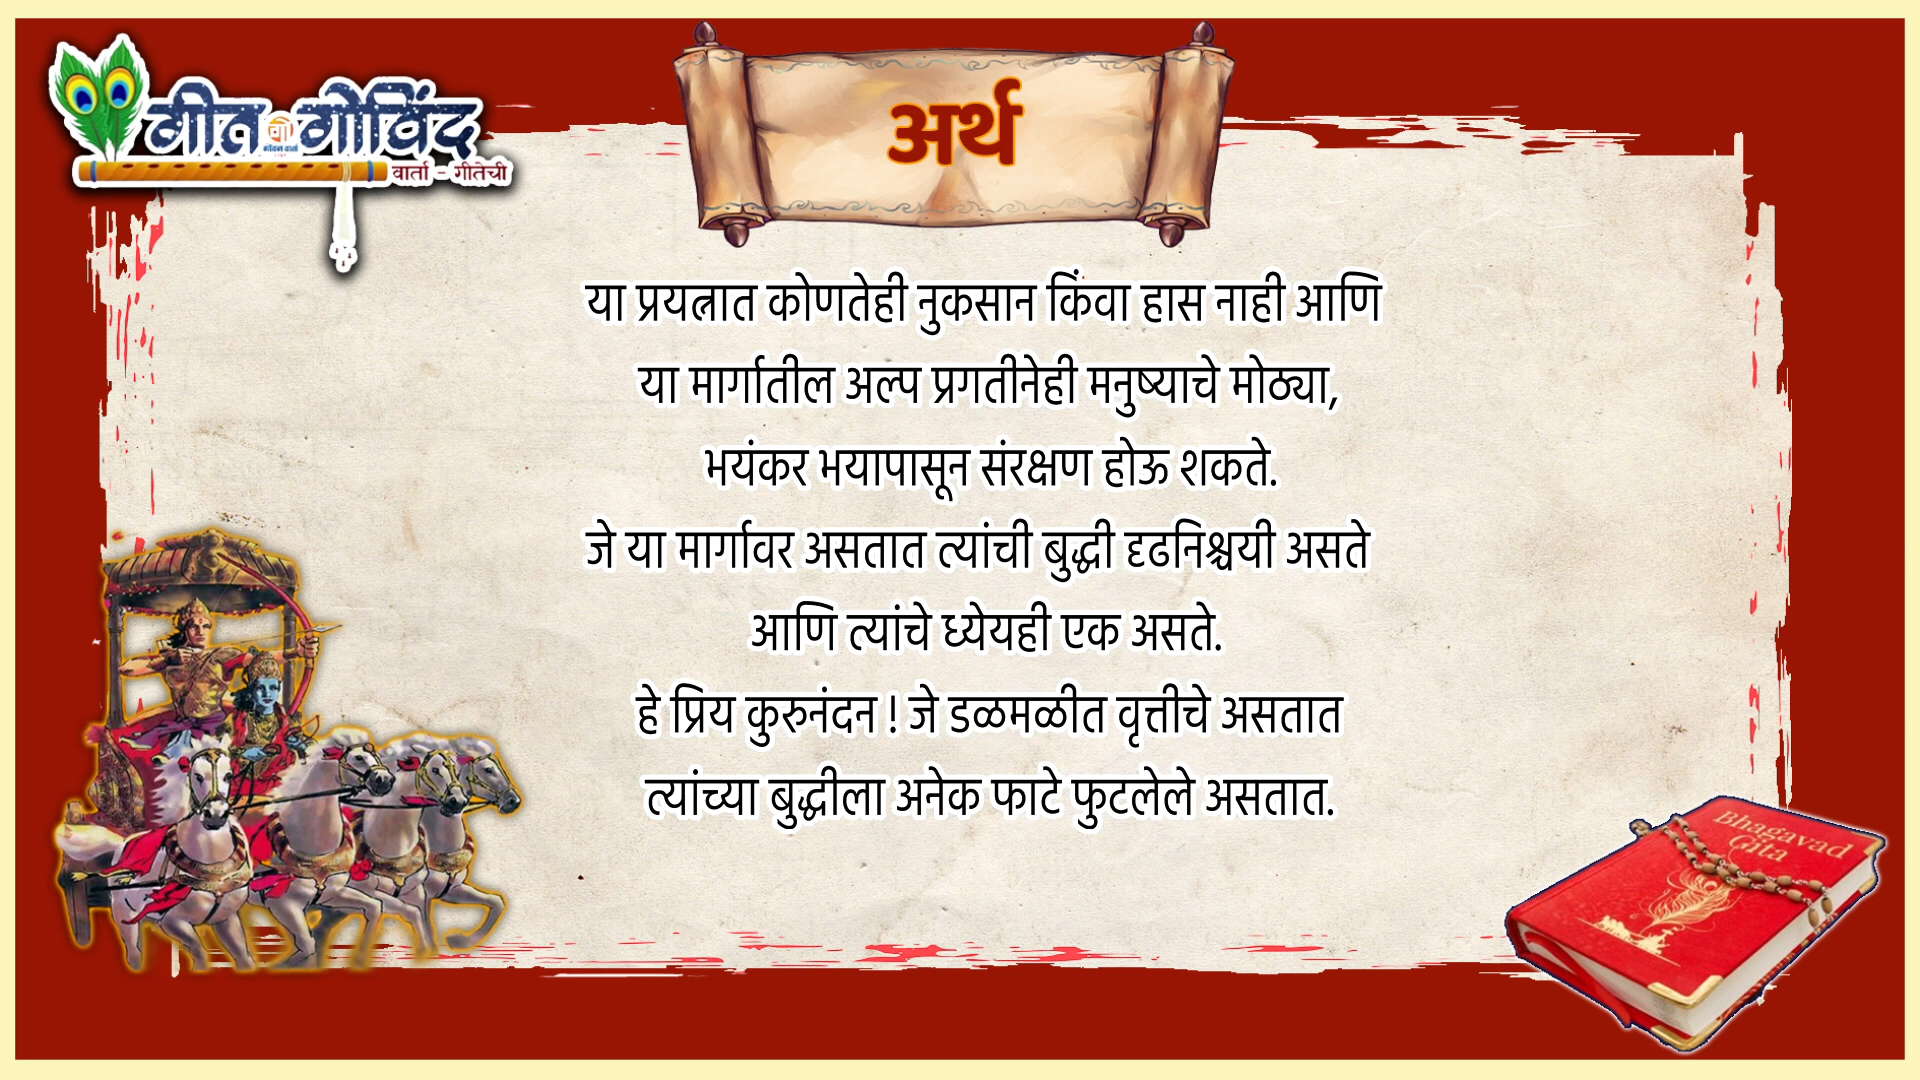 गीत गोविंद
वार्ता - गीतेची
अर्थ
या प्रयत्नात कोणतेही नुकसान किंवा हास नाही आणि
या मार्गातील अल्प प्रगतीनेही मनुष्याचे मोठ्या,
भयंकर भयापासून संरक्षण होऊ शकते.
जे या मार्गावर असतात त्यांची बुद्धी दृढनिश्चयी असते
आणि त्यांचे ध्येयही एक असते.
हे प्रिय कुरुनंदन ! जे डळमळीत वृत्तीचे असतात
त्यांच्या बुद्धीला अनेक फाटे फुटलेले असतात.
Bhagavad
Gita